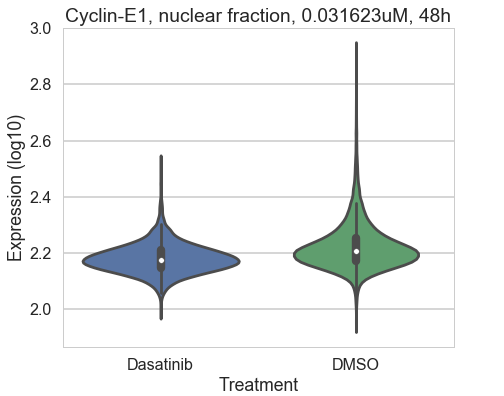 Cyclin-E1, nuclear fraction, 0.031623uM, 48h
3.0
2.8
2.6
2.4
2.2
2.0
Expression (log10)
Dasatinib DMSO
Treatment